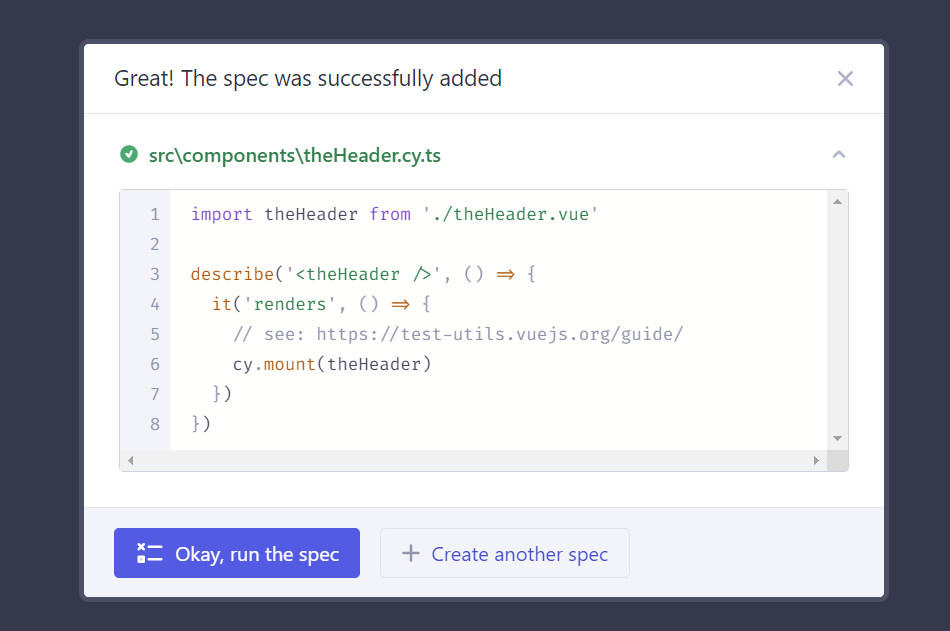 Great! The spec was successfully added
src\components\theHeader.cy.ts
1 import theHeader from './theHeader.vue'
2
3 describe('<theHeader />', () => {
4   it('renders', () => {
5     // see: https://test-utils.vuejs.org/guide/
6     cy.mount(theHeader)
7   })
8 })
Okay, run the spec
Create another spec